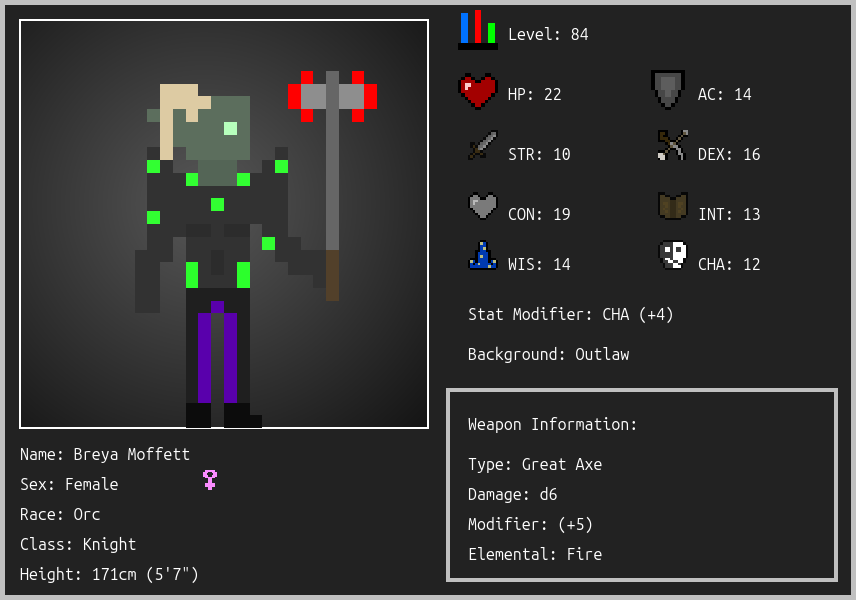 Level: 84
HP: 22
AC: 14
STR: 10
DEX: 16
CON: 19
INT: 13
WIS: 14
CHA: 12
Stat Modifier: CHA (+4)
Background: Outlaw
Weapon Information:
Type: Great Axe
Damage: d6
Modifier: (+5)
Elemental: Fire
Name: Breya Moffett
Sex: Female
Race: Orc
Class: Knight
Height: 171cm (5'7")